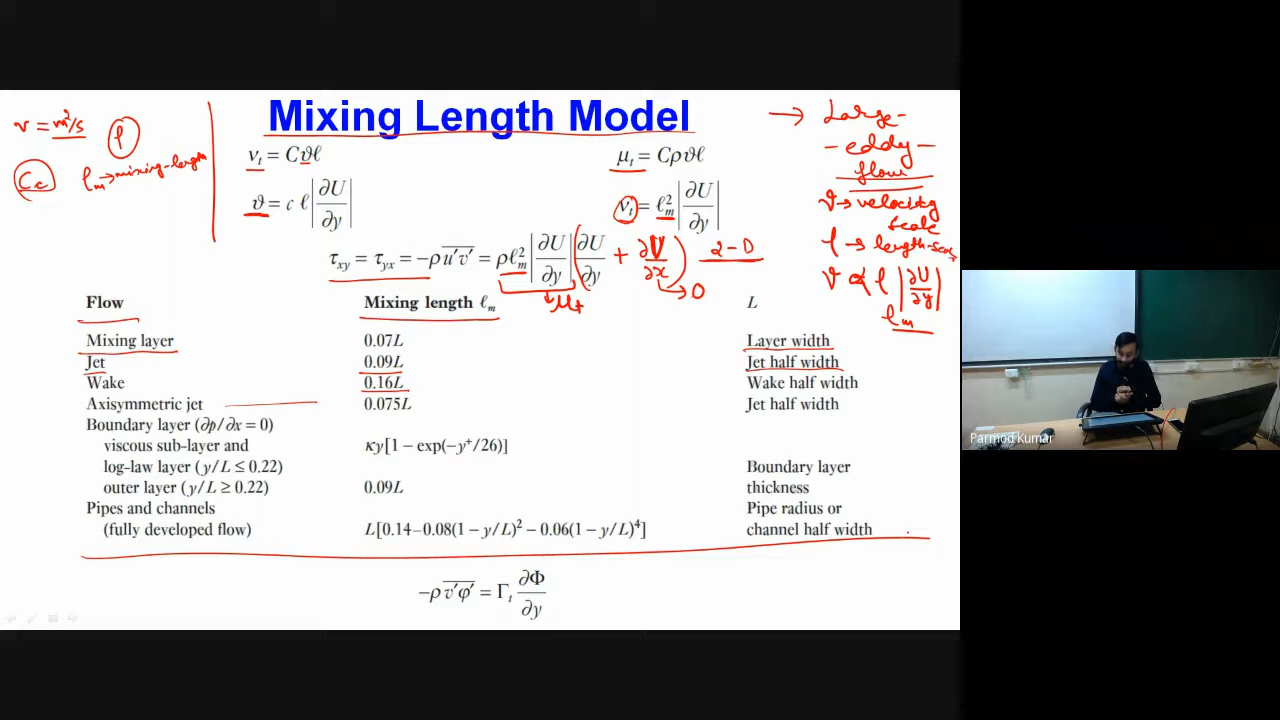 Mixing Length Model
ν = m²/s
ℓ
Cc
ℓm → mixing-length
νt = Cϑℓ
μt = Cρϑℓ
ϑ = c ℓ |∂U/∂y|
νt = ℓm² |∂U/∂y|
τxy = τyx = −ρ u′v′ = ρℓm² |∂U/∂y| (∂U/∂y + ∂V/∂x) 2-D
↓ μt
→ 0
→ Large-
- eddy -
flow
ϑ → velocity
scale
ℓ → length-scale
ϑ ∝ ℓ |∂U/∂y|
ℓm
Flow Mixing length ℓm L
Mixing layer 0.07L Layer width
Jet 0.09L Jet half width
Wake 0.16L Wake half width
Axisymmetric jet 0.075L Jet half width
Boundary layer (∂p/∂x = 0)
viscous sub-layer and κy[1 − exp(−y⁺/26)]
log–law layer (y/L ≤ 0.22) Boundary layer
outer layer (y/L ≥ 0.22) 0.09L thickness
Pipes and channels Pipe radius or
(fully developed flow) L[0.14–0.08(1 − y/L)² − 0.06(1 − y/L)⁴] channel half width
−ρ v′φ′ = Γt ∂Φ/∂y
Parmod Kumar